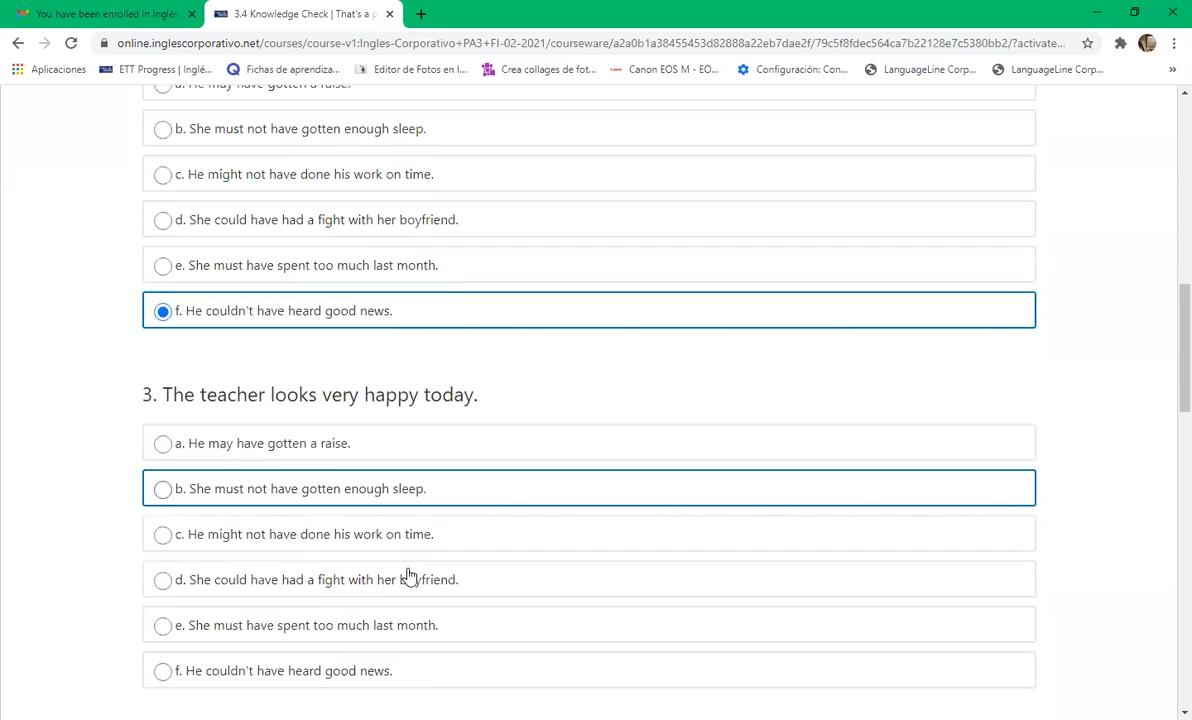 You have been enrolled in Inglés
3.4 Knowledge Check | That's a p
online.inglescorporativo.net/courses/course-v1:Ingles-Corporativo+PA3+FI-02-2021/courseware/a2a0b1a38455453d82888a22eb7dae2f/79c5f8fdec564ca7b22128e7c5380bb2/?activate...
Aplicaciones
ETT Progress | Inglé...
Fichas de aprendiza...
Editor de Fotos en l...
Crea collages de fot...
Canon EOS M - EO...
Configuración: Con...
LanguageLine Corp...
LanguageLine Corp...
»
a. He may have gotten a raise.
b. She must not have gotten enough sleep.
c. He might not have done his work on time.
d. She could have had a fight with her boyfriend.
e. She must have spent too much last month.
f. He couldn't have heard good news.
3. The teacher looks very happy today.
a. He may have gotten a raise.
b. She must not have gotten enough sleep.
c. He might not have done his work on time.
d. She could have had a fight with her boyfriend.
e. She must have spent too much last month.
f. He couldn't have heard good news.